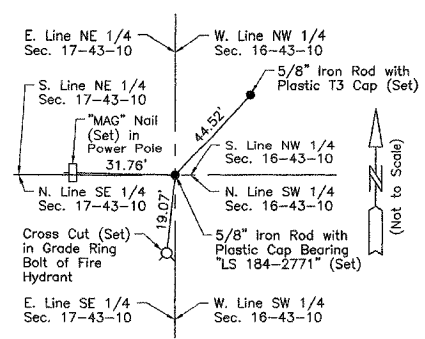 E. Line NE 1/4
Sec. 17-43-10
W. Line NW 1/4
Sec. 16-43-10
S. Line NE 1/4
Sec. 17-43-10
5/8" Iron Rod with
Plastic T3 Cap (Set)
"MAG" Nail
(Set) in
Power Pole
31.76'
44.52'
S. Line NW 1/4
Sec. 16-43-10
N. Line SE 1/4
Sec. 17-43-10
N. Line SW 1/4
Sec. 16-43-10
19.07'
Cross Cut (Set)
in Grade Ring
Bolt of Fire
Hydrant
5/8" Iron Rod with
Plastic Cap Bearing
"LS 184-2771" (Set)
N
(Not to Scale)
E. Line SE 1/4
Sec. 17-43-10
W. Line SW 1/4
Sec. 16-43-10